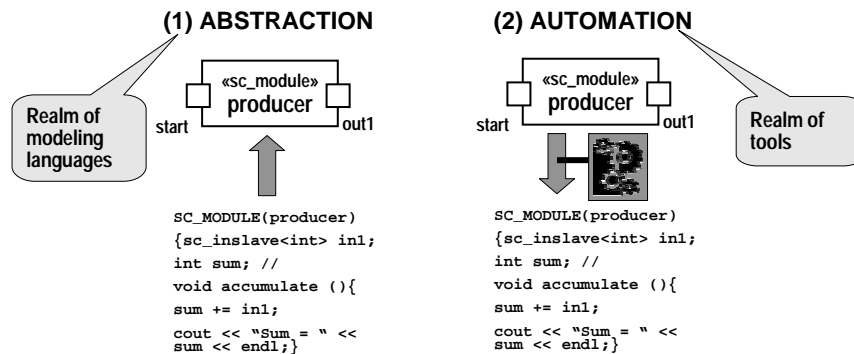 (1) ABSTRACTION
«sc_module»
producer
start
out1
Realm of
modeling
languages
SC_MODULE(producer)
{sc_inslave<int> in1;
int sum; //
void accumulate (){
sum += in1;
cout << “Sum = “ <<
sum << endl;}
(2) AUTOMATION
«sc_module»
producer
start
out1
Realm of
tools
SC_MODULE(producer)
{sc_inslave<int> in1;
int sum; //
void accumulate (){
sum += in1;
cout << “Sum = “ <<
sum << endl;}